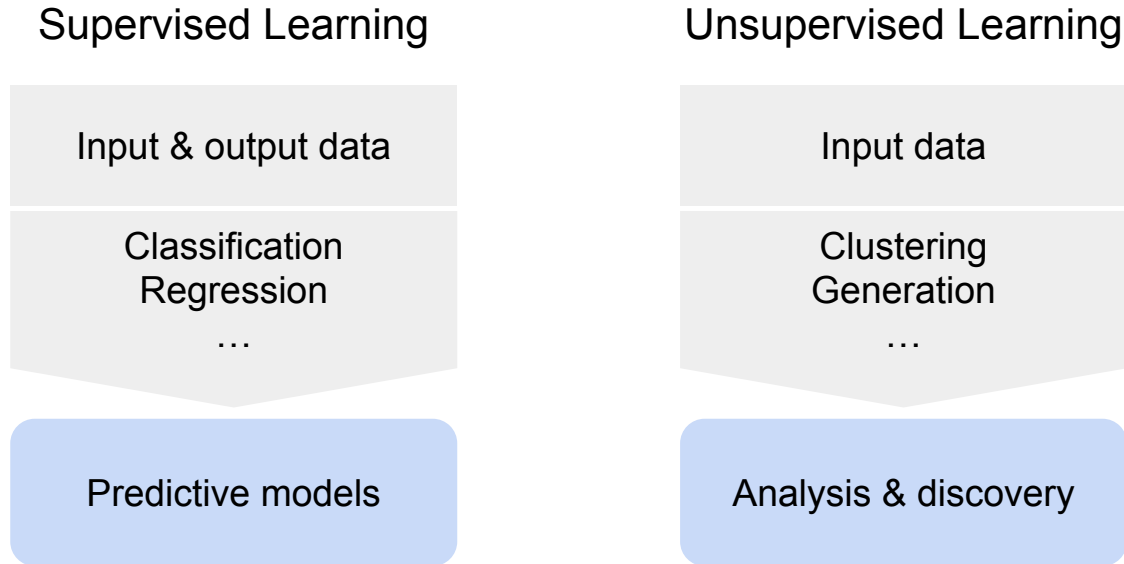 Supervised Learning
Input & output data
Classification
Regression
…
Predictive models
Unsupervised Learning
Input data
Clustering
Generation
…
Analysis & discovery